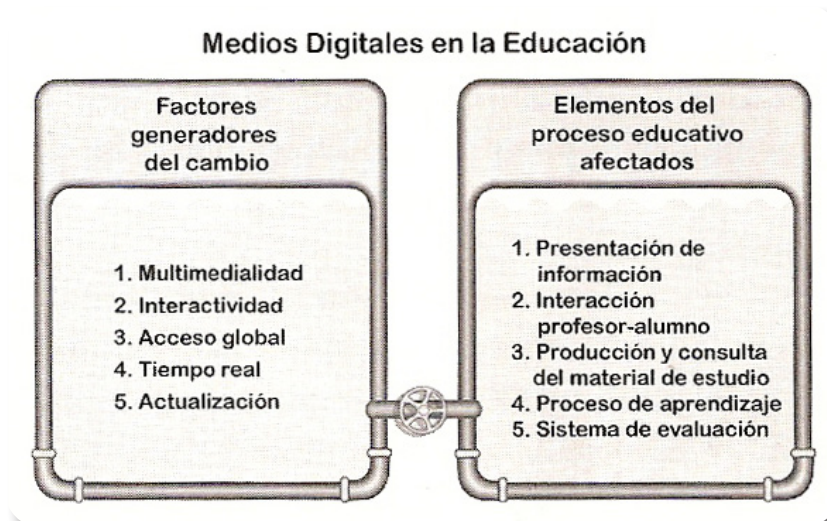 Medios Digitales en la Educación
Factores
generadores
del cambio
1. Multimedialidad
2. Interactividad
3. Acceso global
4. Tiempo real
5. Actualización
Elementos del
proceso educativo
afectados
1. Presentación de
información
2. Interacción
profesor-alumno
3. Producción y consulta
del material de estudio
4. Proceso de aprendizaje
5. Sistema de evaluación